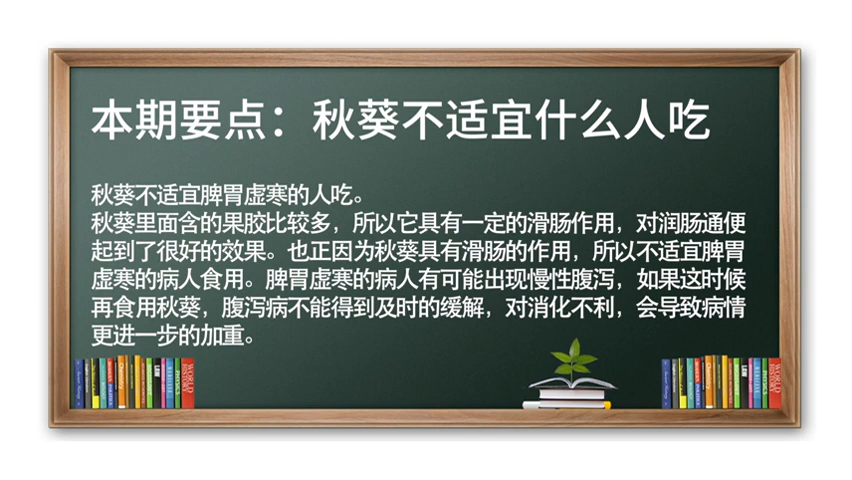 本期要点：秋葵不适宜什么人吃
秋葵不适宜脾胃虚寒的人吃。
秋葵里面含的果胶比较多，所以它具有一定的滑肠作用，对润肠通便
起到了很好的效果。也正因为秋葵具有滑肠的作用，所以不适宜脾胃
虚寒的病人食用。脾胃虚寒的病人有可能出现慢性腹泻，如果这时候
再食用秋葵，腹泻病不能得到及时的缓解，对消化不利，会导致病情
更进一步的加重。
WORLD HISTORY
WORLD HISTORY